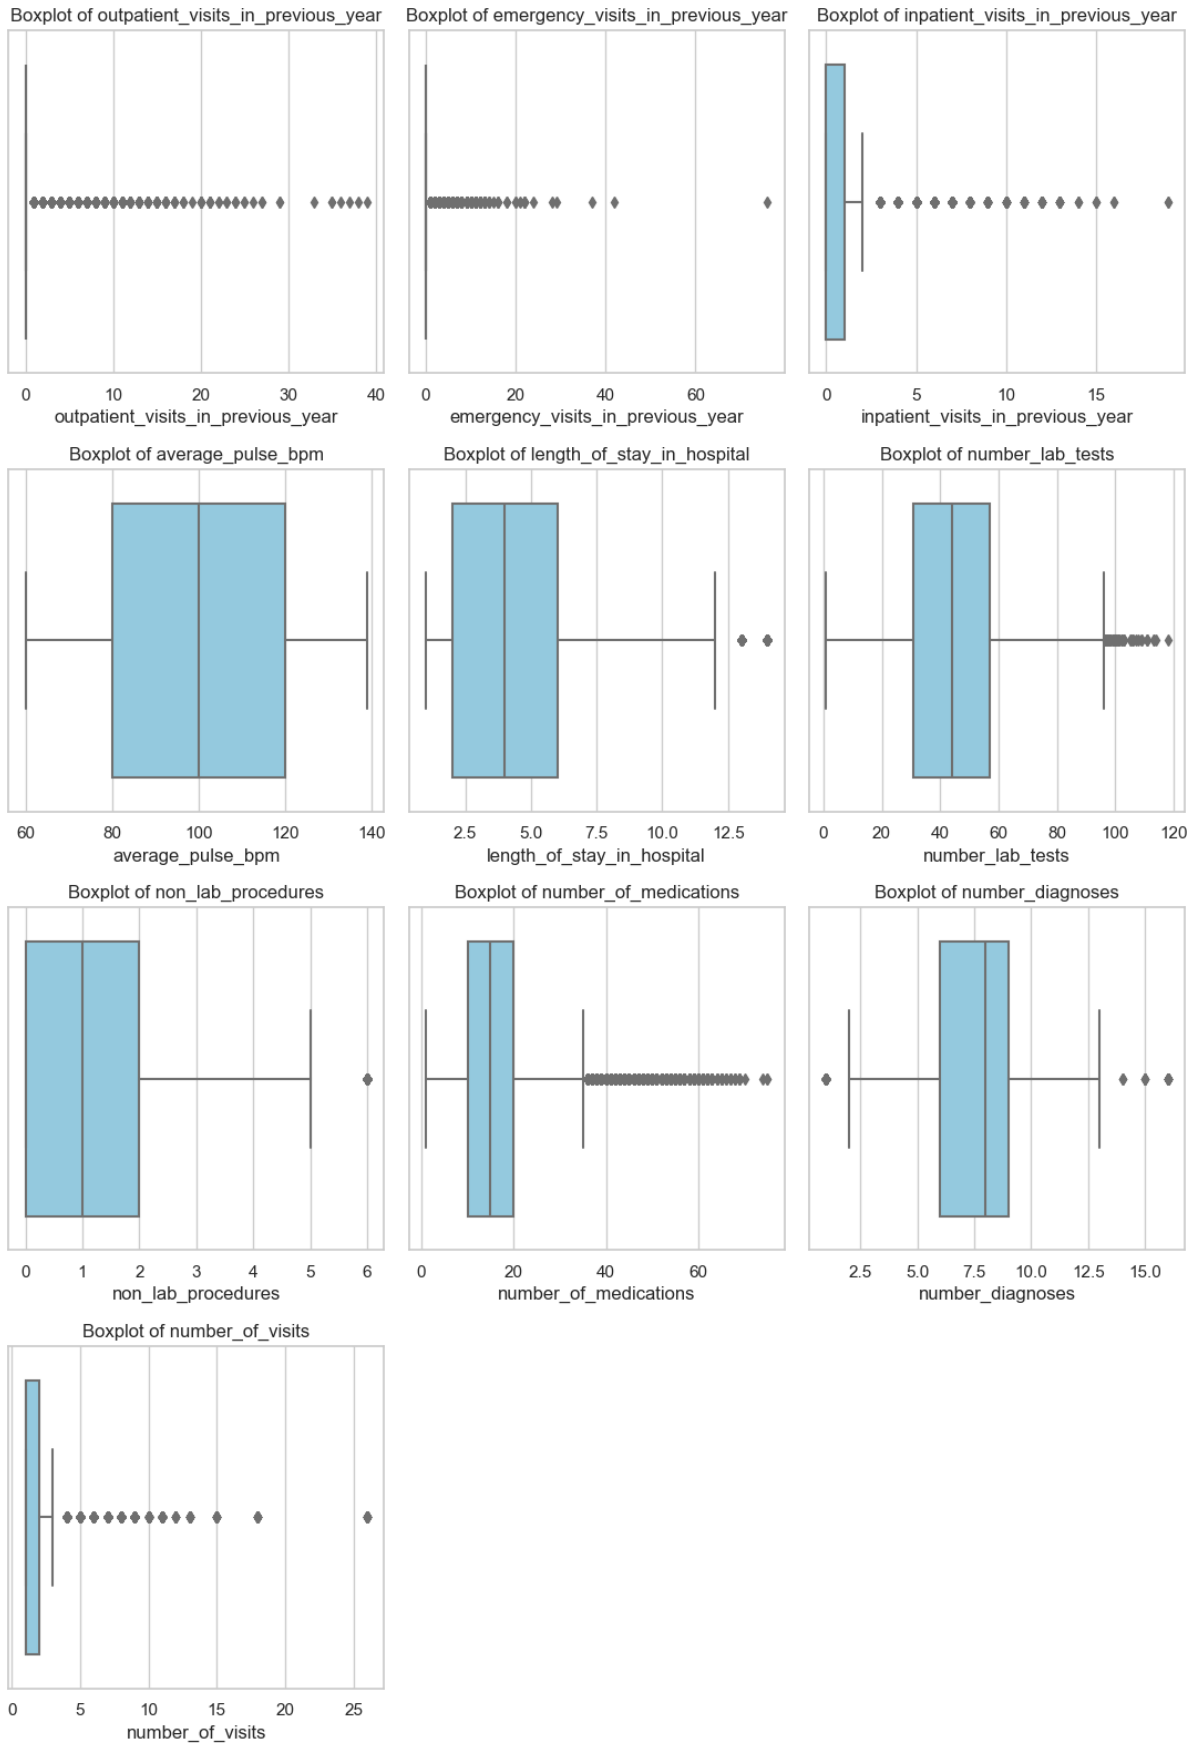 Boxplot of outpatient_visits_in_previous_year Boxplot of emergency_visits_in_previous_year Boxplot of inpatient_visits_in_previous_year
0 10 20 30 40 0 20 40 60 0 5 10 15
outpatient_visits_in_previous_year emergency_visits_in_previous_year inpatient_visits_in_previous_year
Boxplot of average_pulse_bpm Boxplot of length_of_stay_in_hospital Boxplot of number_lab_tests
60 80 100 120 140 2.5 5.0 7.5 10.0 12.5 0 20 40 60 80 100 120
average_pulse_bpm length_of_stay_in_hospital number_lab_tests
Boxplot of non_lab_procedures Boxplot of number_of_medications Boxplot of number_diagnoses
0 1 2 3 4 5 6 0 20 40 60 2.5 5.0 7.5 10.0 12.5 15.0
non_lab_procedures number_of_medications number_diagnoses
Boxplot of number_of_visits
0 5 10 15 20 25
number_of_visits